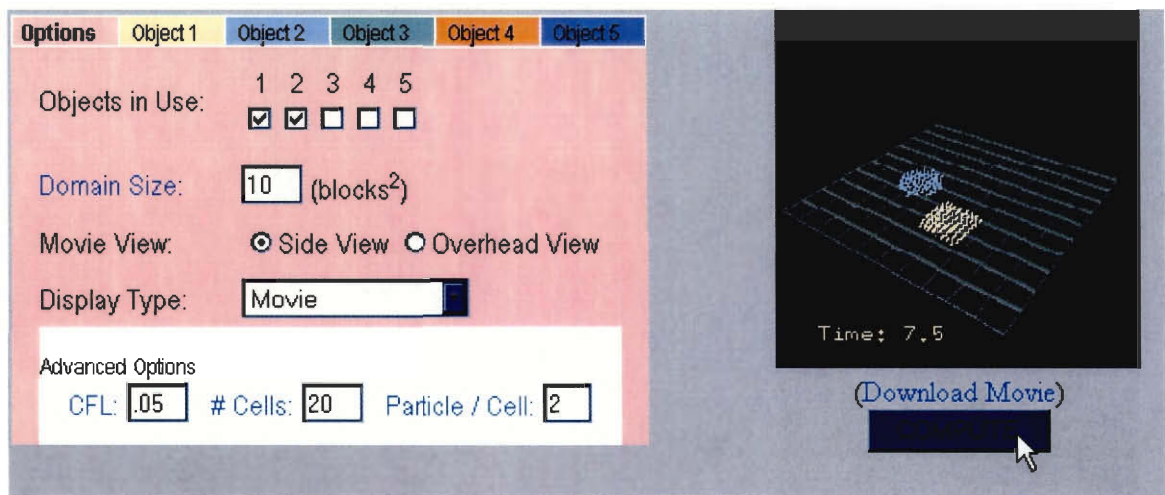 Options Object 1 Object 2 Object 3 Object 4 Object 5
Objects in Use: 1 2 3 4 5
Domain Size: 10 (blocks²)
Movie View: Side View Overhead View
Display Type: Movie
Advanced Options
CFL: .05 # Cells: 20 Particle / Cell: 2
Time: 7.5
(Download Movie)